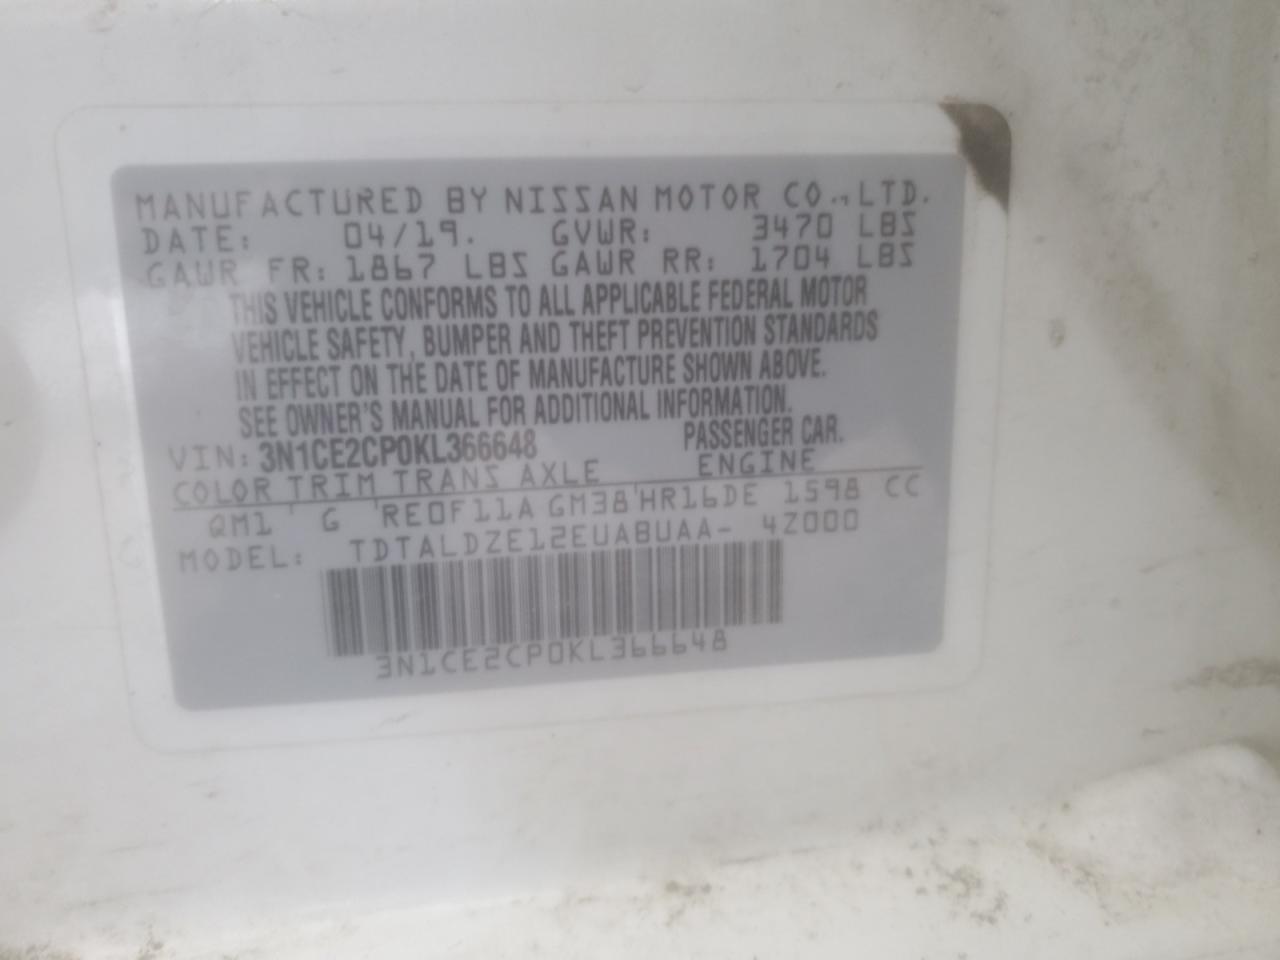 MANUFACTURED BY NISSAN MOTOR CO., LTD.
DATE: 04/19. GVWR: 3470 LBS
GAWR FR: 1867 LBS GAWR RR: 1704 LBS
THIS VEHICLE CONFORMS TO ALL APPLICABLE FEDERAL MOTOR
VEHICLE SAFETY, BUMPER AND THEFT PREVENTION STANDARDS
IN EFFECT ON THE DATE OF MANUFACTURE SHOWN ABOVE.
SEE OWNER'S MANUAL FOR ADDITIONAL INFORMATION.
VIN: 3N1CE2CP0KL366648 PASSENGER CAR.
COLOR TRIM TRANS AXLE ENGINE
QM1 G RE0F11A GM38 HR16DE 1598 CC
MODEL: TDTALDZE12EUA8UAA- 4Z000
3N1CE2CP0KL366648